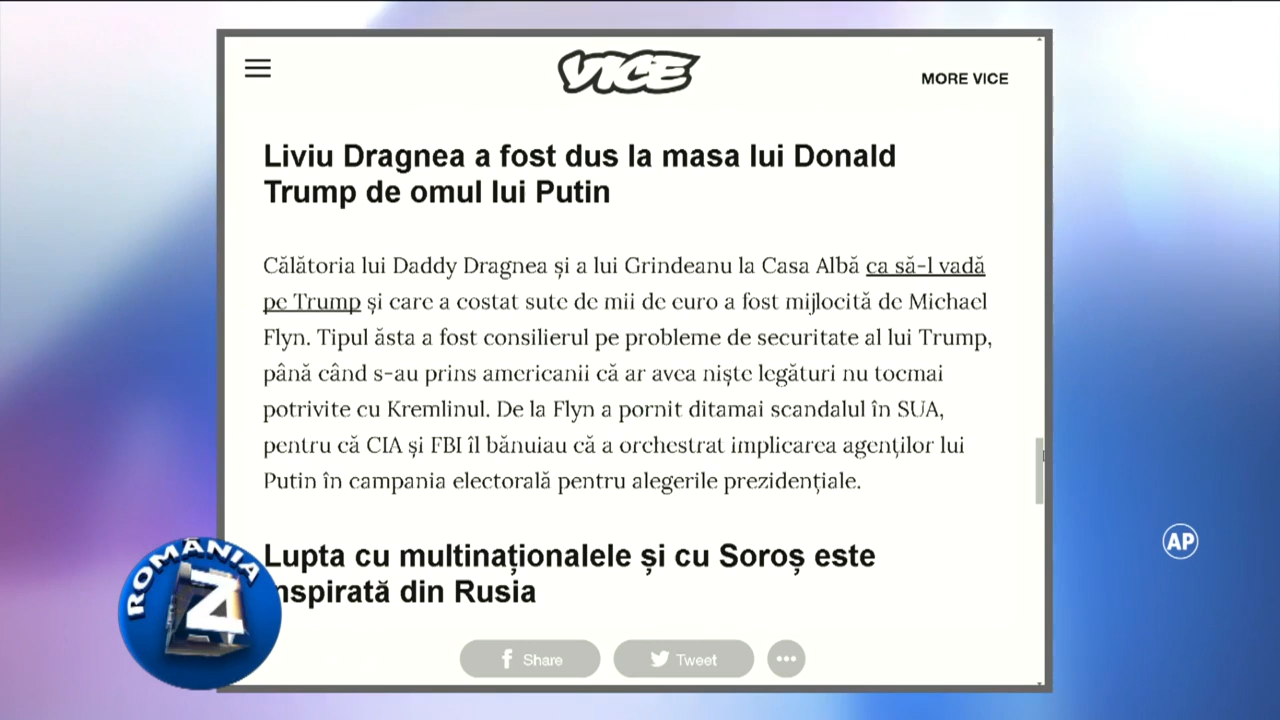 VICE
MORE VICE
Liviu Dragnea a fost dus la masa lui Donald
Trump de omul lui Putin
Călătoria lui Daddy Dragnea și a lui Grindeanu la Casa Albă ca să-l vadă
pe Trump și care a costat sute de mii de euro a fost mijlocită de Michael
Flyn. Tipul ăsta a fost consilierul pe probleme de securitate al lui Trump,
până când s-au prins americanii că ar avea niște legături nu tocmai
potrivite cu Kremlinul. De la Flyn a pornit ditamai scandalul în SUA,
pentru că CIA și FBI îl bănuiau că a orchestrat implicarea agenților lui
Putin în campania electorală pentru alegerile prezidențiale.
Lupta cu multinaționalele și cu Soroș este
nspirată din Rusia
Share
Tweet
ROMÂNIA
Z
AP